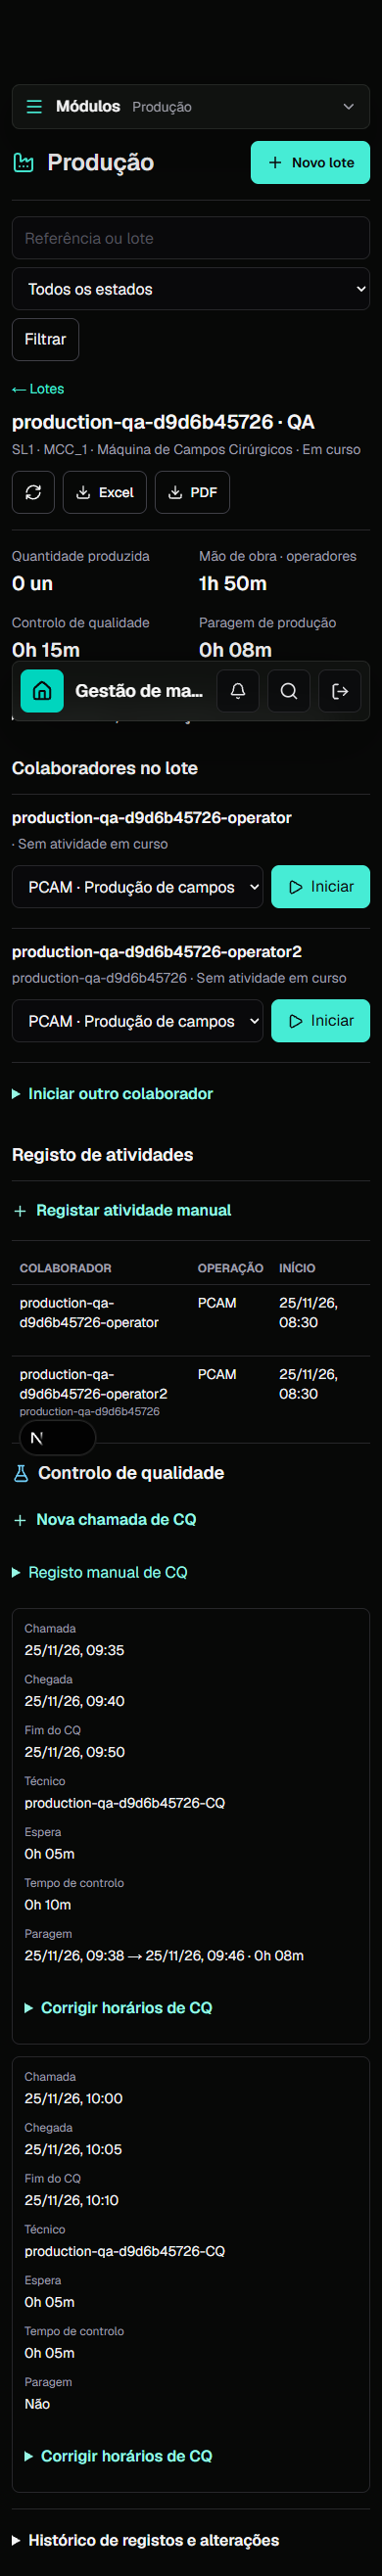 Módulos Produção
Produção
Novo lote
Referência ou lote
Todos os estados
Filtrar
← Lotes
production-qa-d9d6b45726 · QA
SL1 · MCC_1 · Máquina de Campos Cirúrgicos · Em curso
Excel
PDF
Quantidade produzida
0 un
Mão de obra · operadores
1h 50m
Controlo de qualidade
0h 15m
Paragem de produção
0h 08m
Gestão de ma...
Colaboradores no lote
production-qa-d9d6b45726-operator
· Sem atividade em curso
PCAM · Produção de campos
Iniciar
production-qa-d9d6b45726-operator2
production-qa-d9d6b45726 · Sem atividade em curso
PCAM · Produção de campos
Iniciar
Iniciar outro colaborador
Registo de atividades
+ Registar atividade manual
COLABORADOR OPERAÇÃO INÍCIO
production-qa-
d9d6b45726-operator
PCAM
25/11/26,
08:30
production-qa-
d9d6b45726-operator2
production-qa-d9d6b45726
PCAM
25/11/26,
08:30
N
Controlo de qualidade
+ Nova chamada de CQ
Registo manual de CQ
Chamada
25/11/26, 09:35
Chegada
25/11/26, 09:40
Fim do CQ
25/11/26, 09:50
Técnico
production-qa-d9d6b45726-CQ
Espera
0h 05m
Tempo de controlo
0h 10m
Paragem
25/11/26, 09:38 → 25/11/26, 09:46 · 0h 08m
Corrigir horários de CQ
Chamada
25/11/26, 10:00
Chegada
25/11/26, 10:05
Fim do CQ
25/11/26, 10:10
Técnico
production-qa-d9d6b45726-CQ
Espera
0h 05m
Tempo de controlo
0h 05m
Paragem
Não
Corrigir horários de CQ
Histórico de registos e alterações